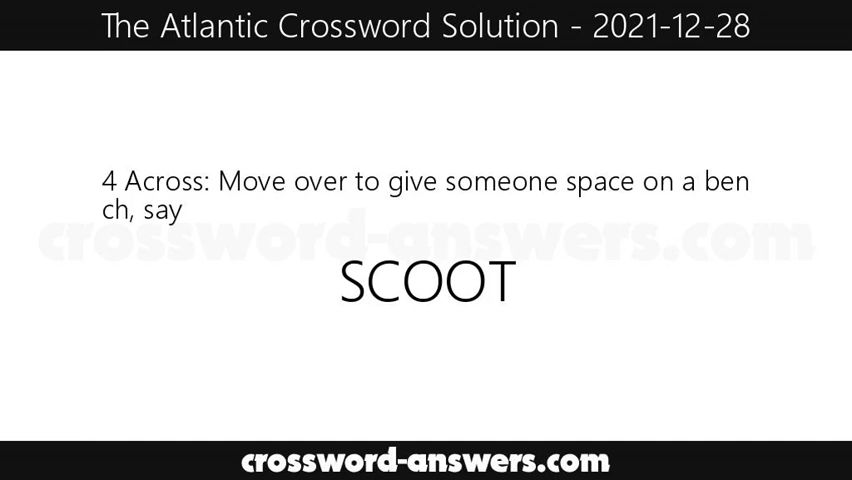 The Atlantic Crossword Solution - 2021-12-28
4 Across: Move over to give someone space on a ben
ch, say
crossword-answers.com
SCOOT
crossword-answers.com